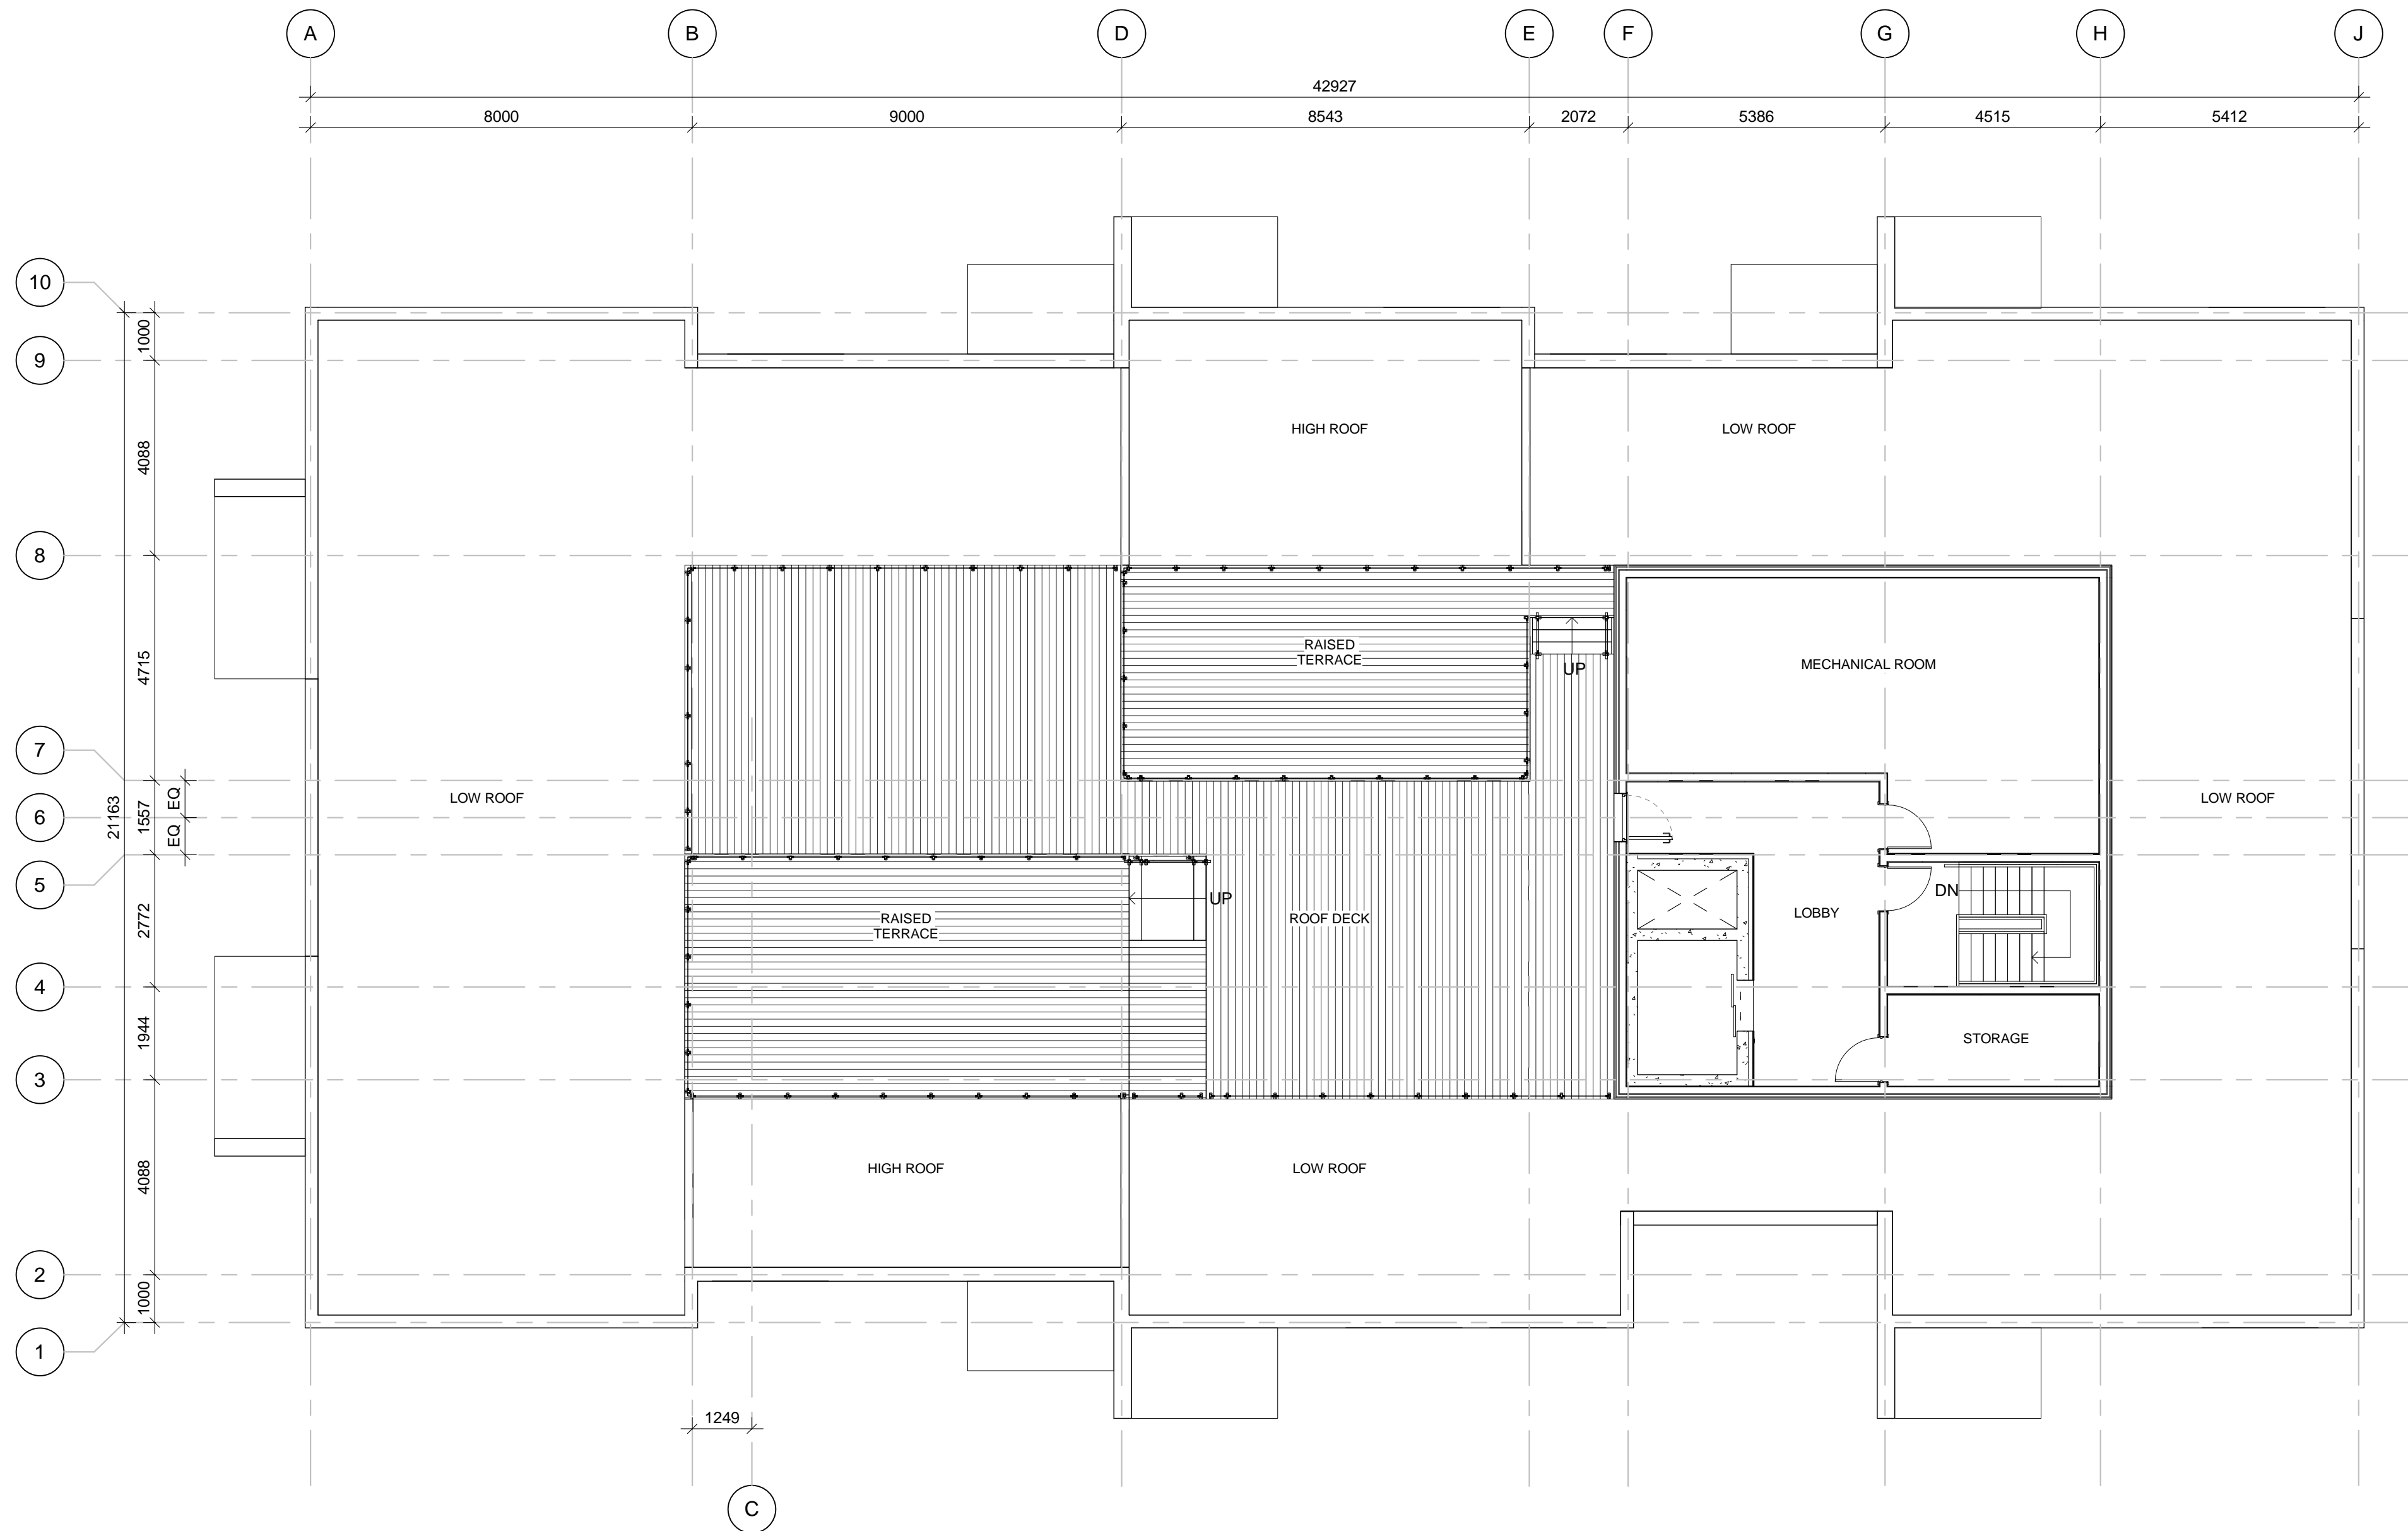 A
B
D
E
F
G
H
J
42927
8000
9000
8543
2072
5386
4515
5412
10
1000
9
HIGH ROOF
LOW ROOF
4088
8
RAISED
TERRACE
UP
MECHANICAL ROOM
4715
7
LOW ROOF
LOW ROOF
EQ
6
1557
21163
EQ
5
DN
UP
2772
RAISED
TERRACE
ROOF DECK
LOBBY
4
1944
STORAGE
3
4088
HIGH ROOF
LOW ROOF
2
1000
1
1249
C